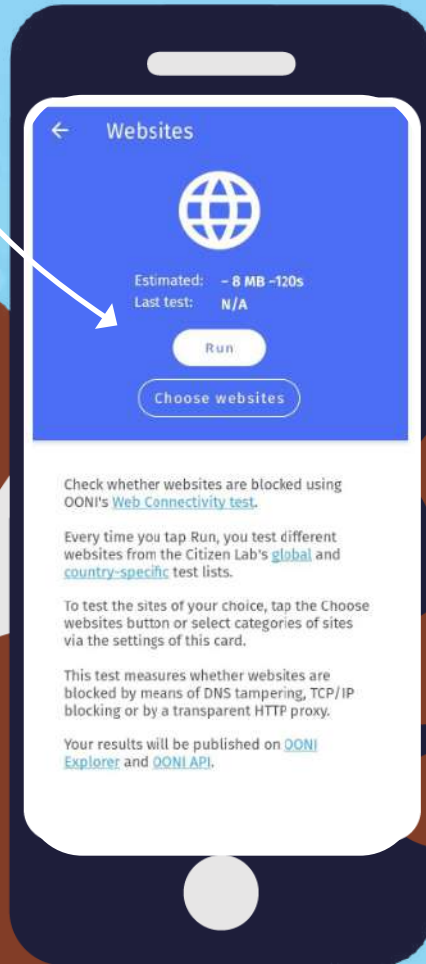 ← Websites
Estimated: ~ 8 MB ~120s
Last test: N/A
Run
Choose websites
Check whether websites are blocked using
OONI's Web Connectivity test.
Every time you tap Run, you test different
websites from the Citizen Lab's global and
country-specific test lists.
To test the sites of your choice, tap the Choose
websites button or select categories of sites
via the settings of this card.
This test measures whether websites are
blocked by means of DNS tampering, TCP/IP
blocking or by a transparent HTTP proxy.
Your results will be published on OONI
Explorer and OONI API.